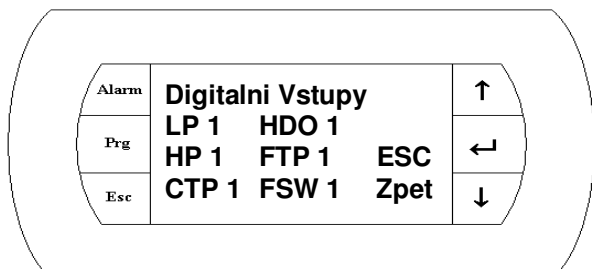 Alarm
Prg
Esc
Digitalni Vstupy
LP 1 HDO 1
HP 1 FTP 1 ESC
CTP 1 FSW 1 Zpet
↑
↵
↓